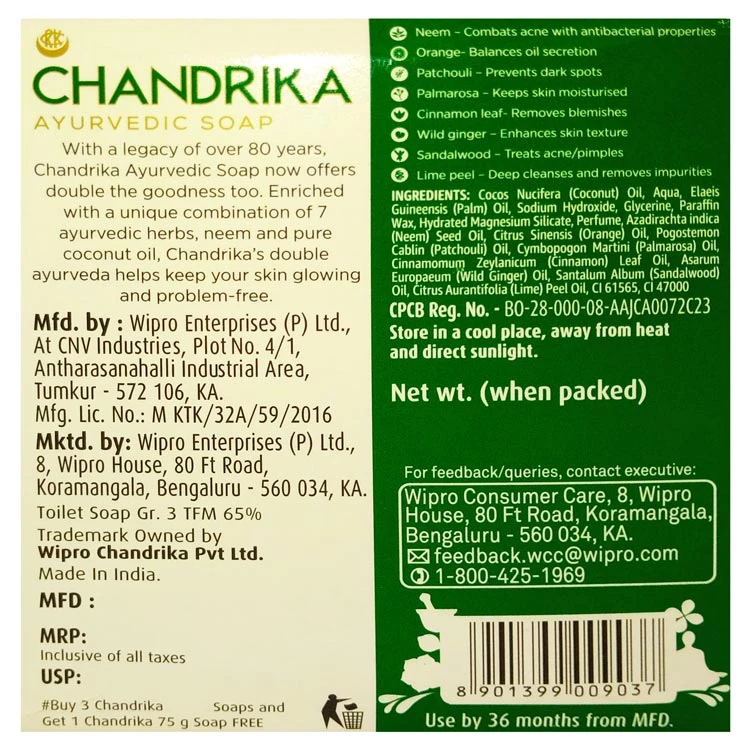 CHANDRIKA
AYURVEDIC SOAP
With a legacy of over 80 years,
Chandrika Ayurvedic Soap now offers
double the goodness too. Enriched
with a unique combination of 7
ayurvedic herbs, neem and pure
coconut oil, Chandrika's double
ayurveda helps keep your skin glowing
and problem-free.
Mfd. by : Wipro Enterprises (P) Ltd.,
At CNV Industries, Plot No. 4/1,
Antharasanahalli Industrial Area,
Tumkur - 572 106, KA.
Mfg. Lic. No.: M KTK/32A/59/2016
Mktd. by: Wipro Enterprises (P) Ltd.,
8, Wipro House, 80 Ft Road,
Koramangala, Bengaluru - 560 034, KA.
Toilet Soap Gr. 3 TFM 65%
Trademark Owned by
Wipro Chandrika Pvt Ltd.
Made In India.
MFD :
MRP:
Inclusive of all taxes
USP:
#Buy 3 Chandrika Soaps and
Get 1 Chandrika 75 g Soap FREE
Neem – Combats acne with antibacterial properties
Orange- Balances oil secretion
Patchouli – Prevents dark spots
Palmarosa – Keeps skin moisturised
Cinnamon leaf- Removes blemishes
Wild ginger – Enhances skin texture
Sandalwood – Treats acne/pimples
Lime peel – Deep cleanses and removes impurities
INGREDIENTS: Cocos Nucifera (Coconut) Oil, Aqua, Elaeis
Guineensis (Palm) Oil, Sodium Hydroxide, Glycerine, Paraffin
Wax, Hydrated Magnesium Silicate, Perfume, Azadirachta indica
(Neem) Seed Oil, Citrus Sinensis (Orange) Oil, Pogostemon
Cablin (Patchouli) Oil, Cymbopogon Martini (Palmarosa) Oil,
Cinnamomum Zeylanicum (Cinnamon) Leaf Oil, Asarum
Europaeum (Wild Ginger) Oil, Santalum Album (Sandalwood)
Oil, Citrus Aurantifolia (Lime) Peel Oil, CI 61565, CI 47000
CPCB Reg. No. - BO-28-000-08-AAJCA0072C23
Store in a cool place, away from heat
and direct sunlight.
Net wt. (when packed)
For feedback/queries, contact executive:
Wipro Consumer Care, 8, Wipro
House, 80 Ft Road, Koramangala,
Bengaluru - 560 034, KA.
feedback.wcc@wipro.com
1-800-425-1969
8 901399 009037
Use by 36 months from MFD.